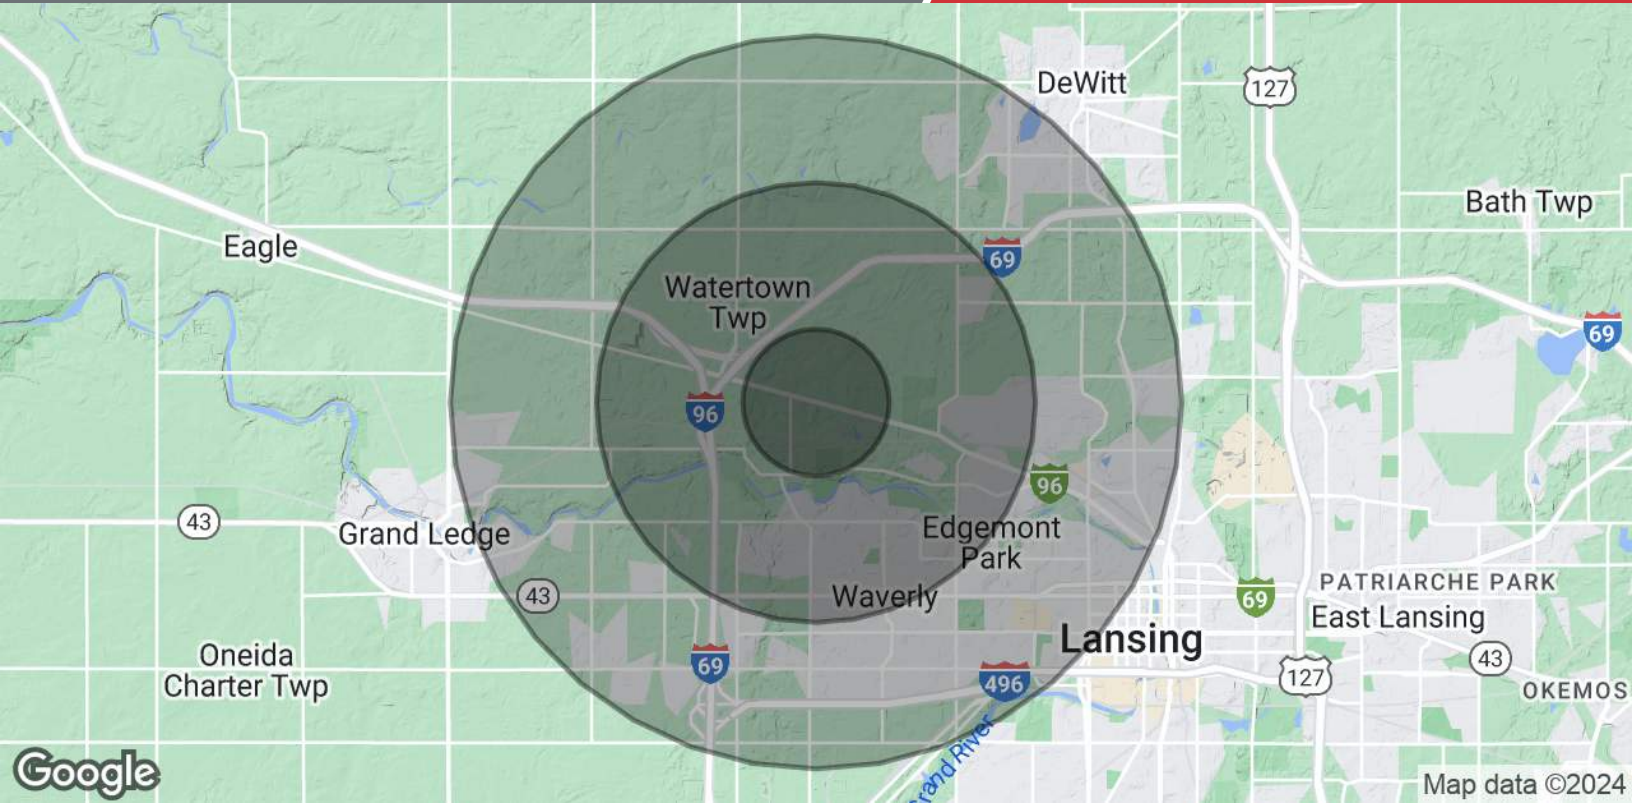 DeWitt
127
Bath Twp
Eagle
69
Watertown
Twp
69
96
96
43
Grand Ledge
Edgemont
Park
43
Waverly
69
PATRIARCHE PARK
East Lansing
Lansing
Oneida
Charter Twp
69
496
127
43
OKEMOS
Grand River
Google
Map data ©2024